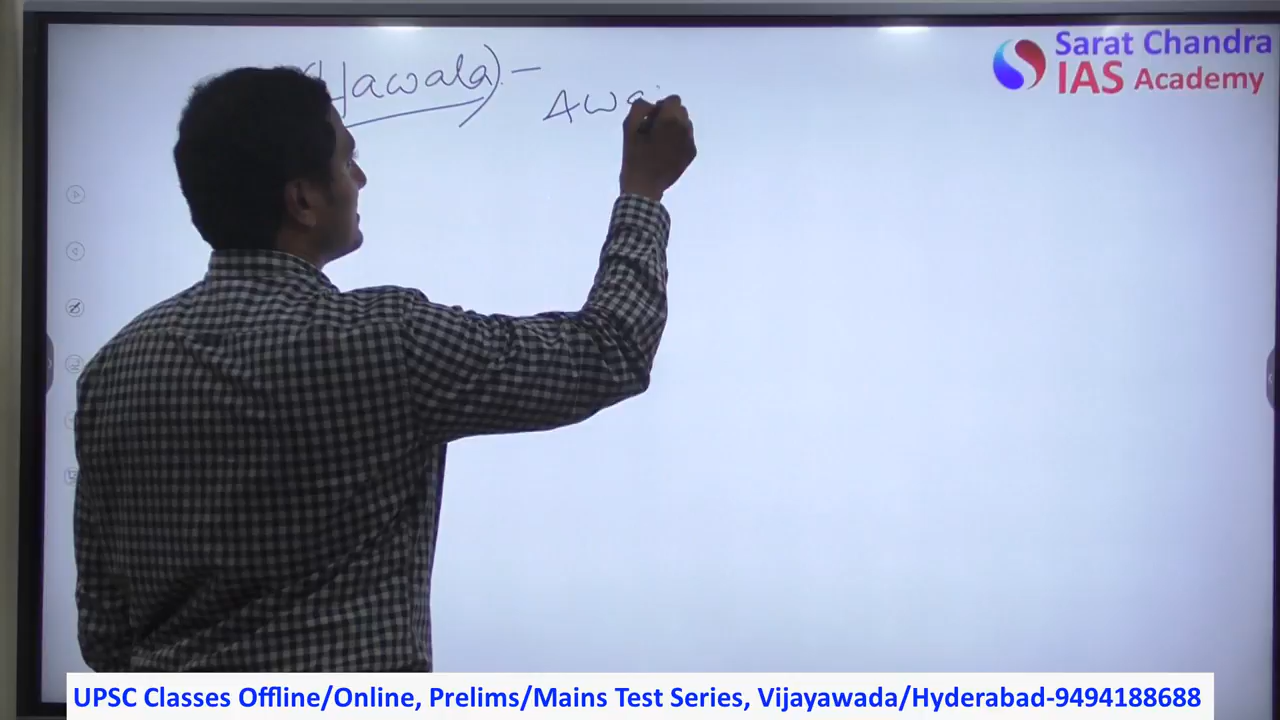 (Hawala) -
Sarat Chandra
IAS Academy
UPSC Classes Offline/Online, Prelims/Mains Test Series, Vijayawada/Hyderabad-9494188688